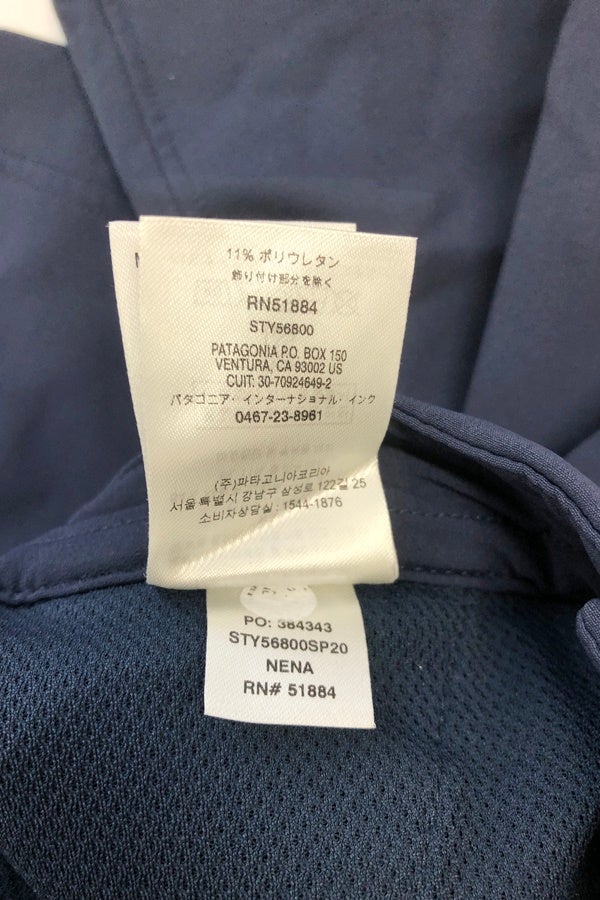 11% ポリウレタン
飾り付け部分を除く
RN51884
STY56800
PATAGONIA P.O. BOX 150
VENTURA, CA 93002 US
CUIT: 30-70924649-2
パタゴニア・インターナショナル・インク
0467-23-8961
(주)파타고니아코리아
서울특별시 강남구 삼성로 122길 25
소비자상담실 : 1544-1876
PO: 384343
STY56800SP20
NENA
RN# 51884